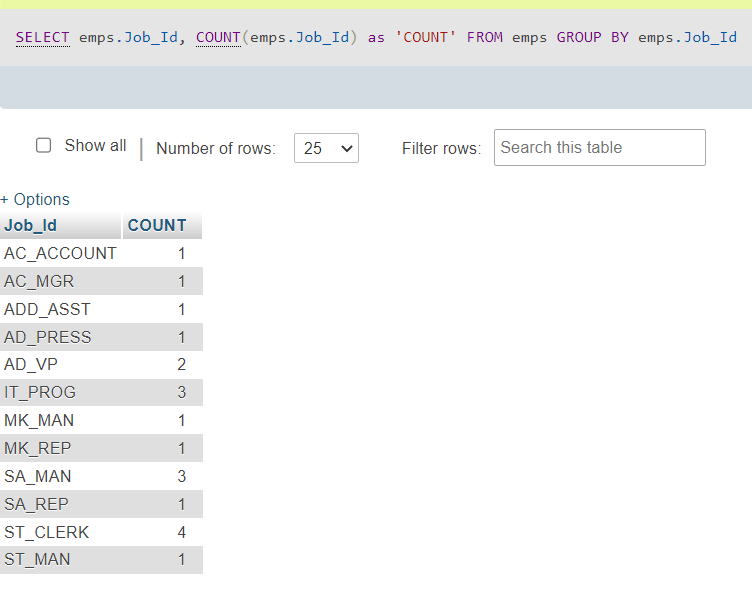 SELECT emps.Job_Id, COUNT(emps.Job_Id) as 'COUNT' FROM emps GROUP BY emps.Job_Id
Show all | Number of rows: 25 Filter rows: Search this table
+ Options
Job_Id COUNT
AC_ACCOUNT 1
AC_MGR 1
ADD_ASST 1
AD_PRESS 1
AD_VP 2
IT_PROG 3
MK_MAN 1
MK_REP 1
SA_MAN 3
SA_REP 1
ST_CLERK 4
ST_MAN 1